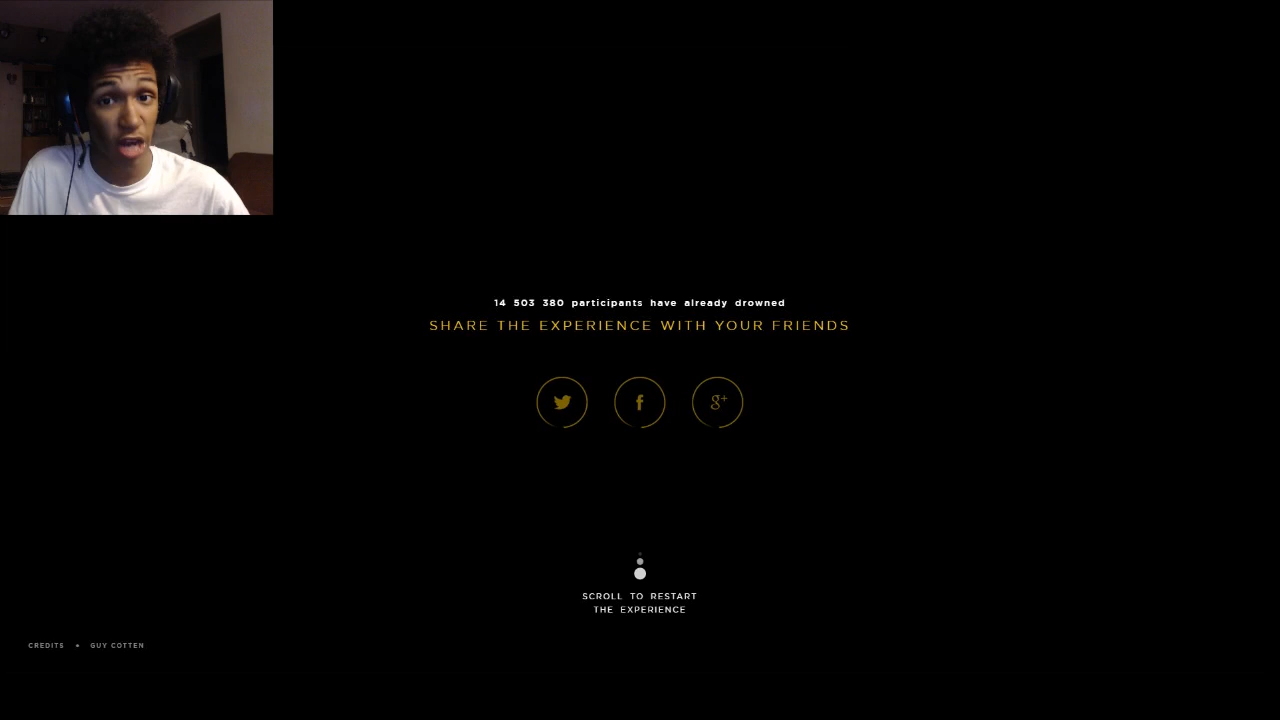 14 503 380 participants have already drowned
SHARE THE EXPERIENCE WITH YOUR FRIENDS
f
g+
SCROLL TO RESTART
THE EXPERIENCE
CREDITS • GUY COTTEN